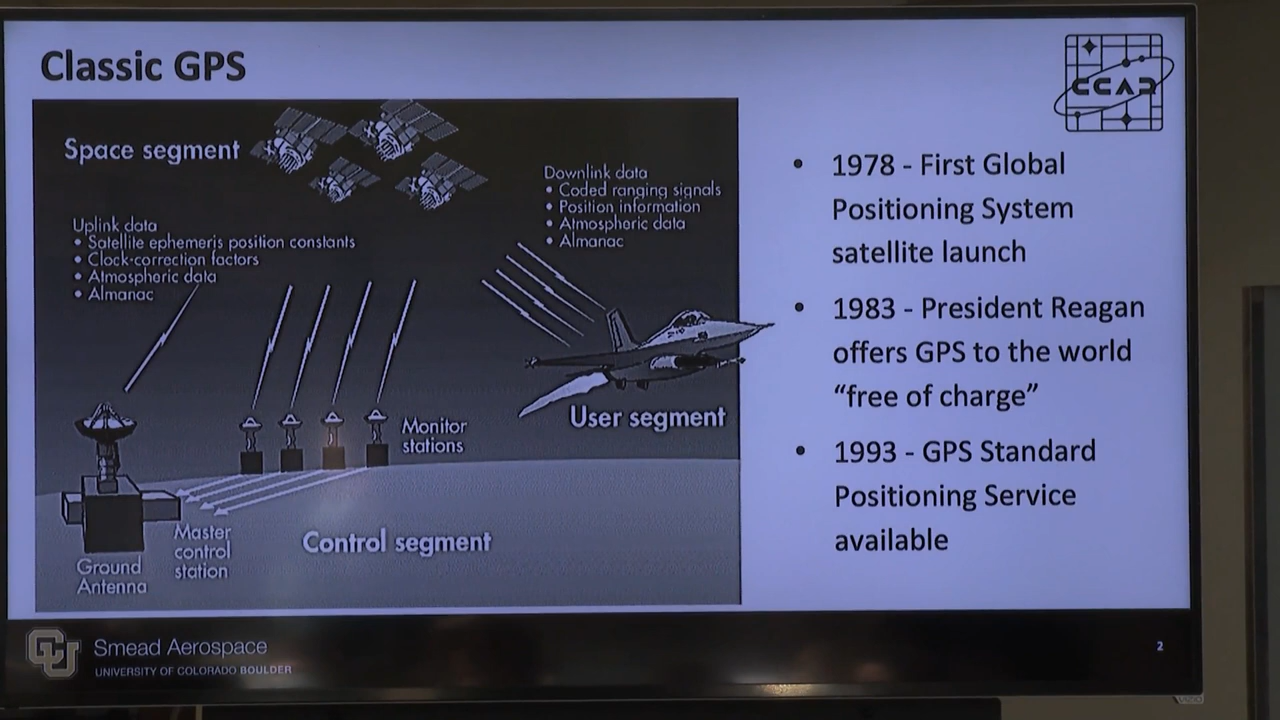 Classic GPS
CCAR
Space segment
Downlink data
• Coded ranging signals
• Position information
• Atmospheric data
• Almanac
Uplink data
• Satellite ephemeris position constants
• Clock-correction factors
• Atmospheric data
• Almanac
Monitor
stations
User segment
Master
control
station
Control segment
Ground
Antenna
• 1978 - First Global
Positioning System
satellite launch
• 1983 - President Reagan
offers GPS to the world
“free of charge”
• 1993 - GPS Standard
Positioning Service
available
CU
Smead Aerospace
UNIVERSITY OF COLORADO BOULDER
2
VIZIO